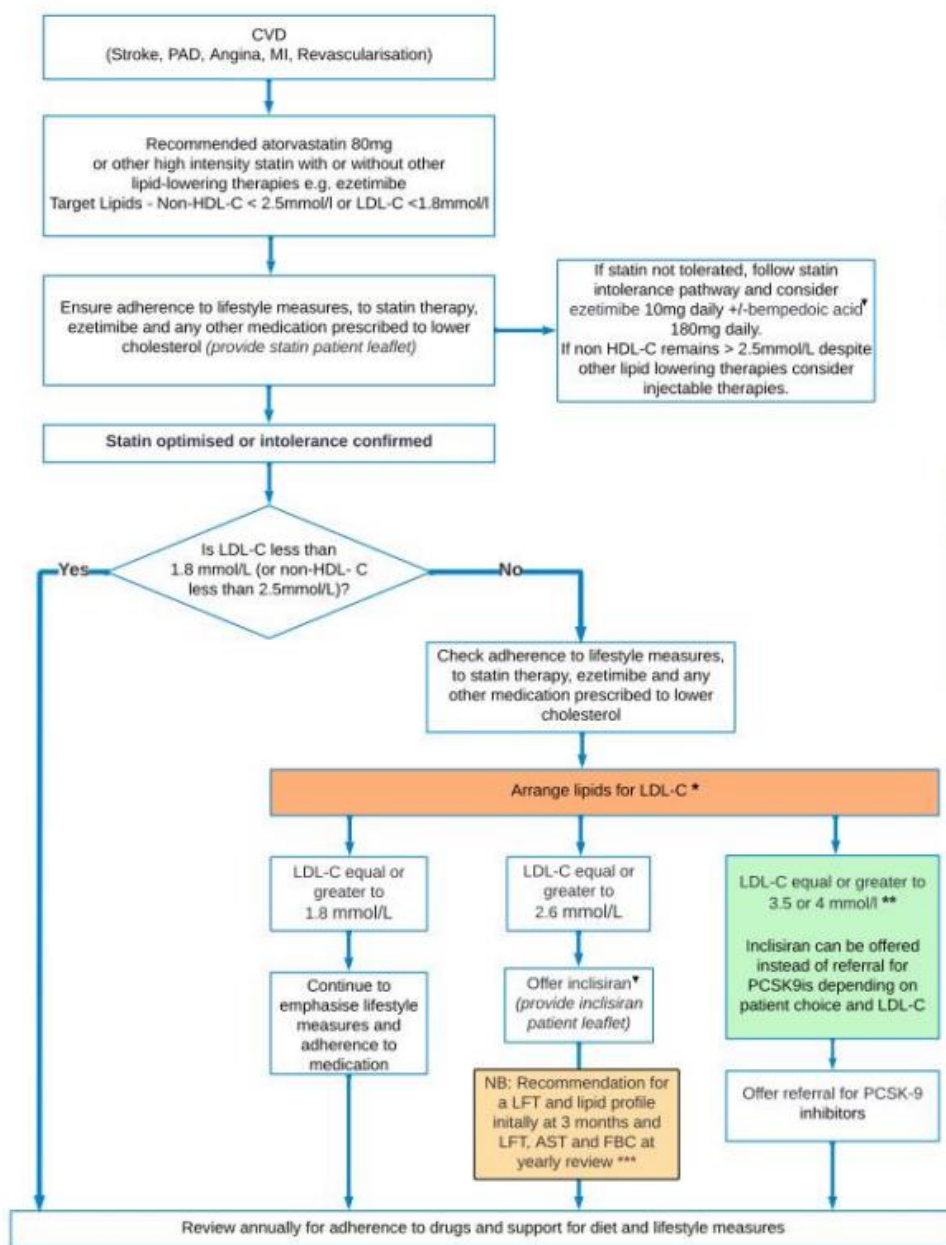 CVD
(Stroke, PAD, Angina, MI, Revascularisation)
Recommended atorvastatin 80mg
or other high intensity statin with or without other
lipid-lowering therapies e.g. ezetimibe
Target Lipids - Non-HDL-C < 2.5mmol/l or LDL-C <1.8mmol/l
Ensure adherence to lifestyle measures, to statin therapy,
ezetimibe and any other medication prescribed to lower
cholesterol (provide statin patient leaflet)
If statin not tolerated, follow statin
intolerance pathway and consider
ezetimibe 10mg daily +/-bempedoic acid▼
180mg daily.
If non HDL-C remains > 2.5mmol/L despite
other lipid lowering therapies consider
injectable therapies.
Statin optimised or intolerance confirmed
Is LDL-C less than
1.8 mmol/L (or non-HDL- C
less than 2.5mmol/L)?
Yes
No
Check adherence to lifestyle measures,
to statin therapy, ezetimibe and any
other medication prescribed to lower
cholesterol
Arrange lipids for LDL-C *
LDL-C equal or
greater to
1.8 mmol/L
Continue to
emphasise lifestyle
measures and
adherence to
medication
LDL-C equal or
greater to
2.6 mmol/L
Offer inclisiran▼
(provide inclisiran
patient leaflet)
NB: Recommendation for
a LFT and lipid profile
initally at 3 months and
LFT, AST and FBC at
yearly review ***
LDL-C equal or greater to
3.5 or 4 mmol/l **
Inclisiran can be offered
instead of referral for
PCSK9is depending on
patient choice and LDL-C
Offer referral for PCSK-9
inhibitors
Review annually for adherence to drugs and support for diet and lifestyle measures